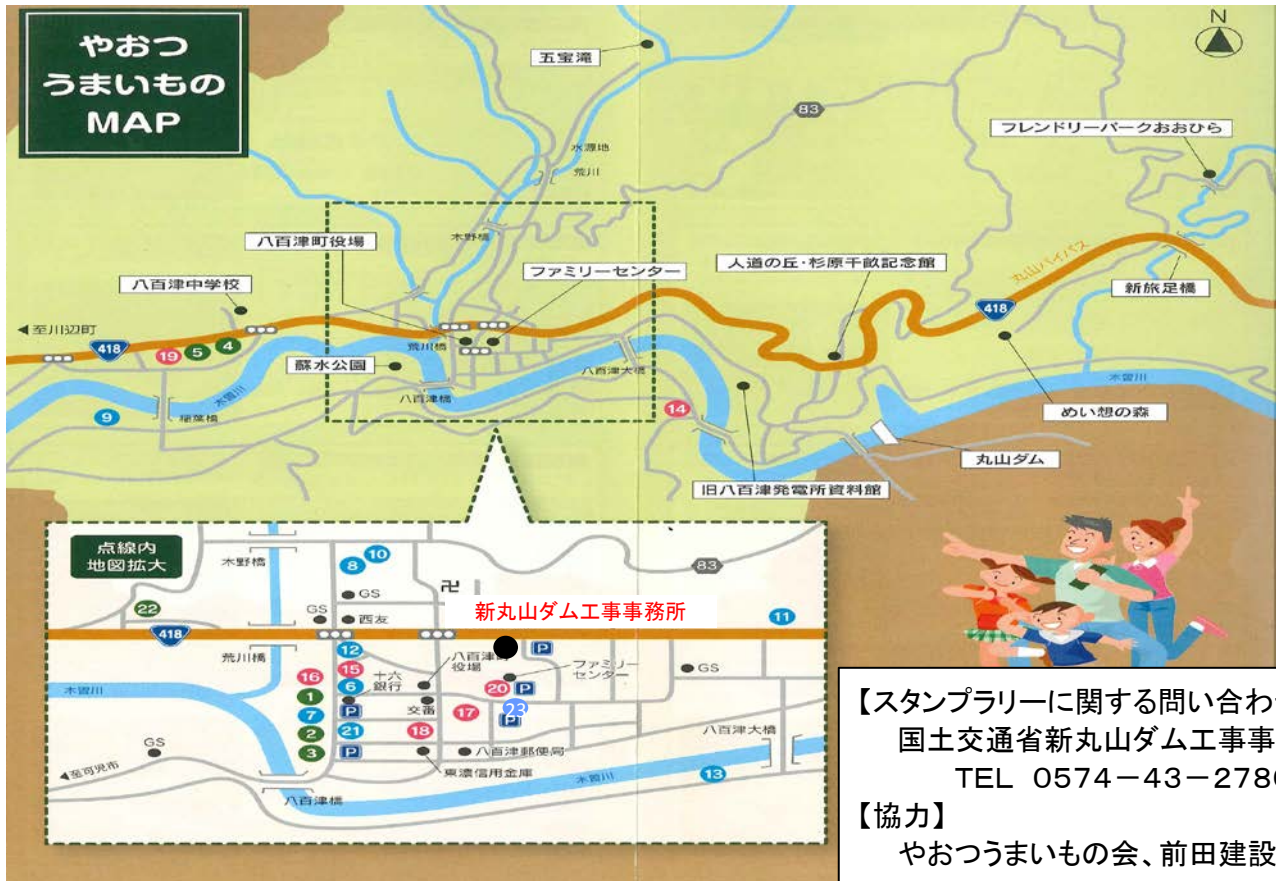 やおつ
うまいもの
MAP
N
五宝滝
83
フレンドリーパークおおひら
水源地
荒川
木野橋
八百津町役場
ファミリーセンター
人道の丘・杉原千畝記念館
丸山バイパス
新旅足橋
八百津中学校
◀至川辺町
418
418
19
5
4
荒川橋
蘇水公園
八百津大橋
木曽川
木曽川
八百津橋
9
稲葉橋
14
めい想の森
丸山ダム
旧八百津発電所資料館
点線内
地図拡大
木野橋
8
10
83
卍
GS
22
GS
西友
新丸山ダム工事事務所
11
418
荒川橋
12
八百津町
役場
P
ファミリー
センター
GS
16
15
十六
銀行
木曽川
1
6
20
P
7
P
交番
17
23
P
2
21
18
八百津大橋
3
P
八百津郵便局
GS
東濃信用金庫
◀至可児市
木曽川
13
八百津橋
【スタンプラリーに関する問い合わ
国土交通省新丸山ダム工事事
TEL 0574－43－278
【協力】
やおつうまいもの会、前田建設